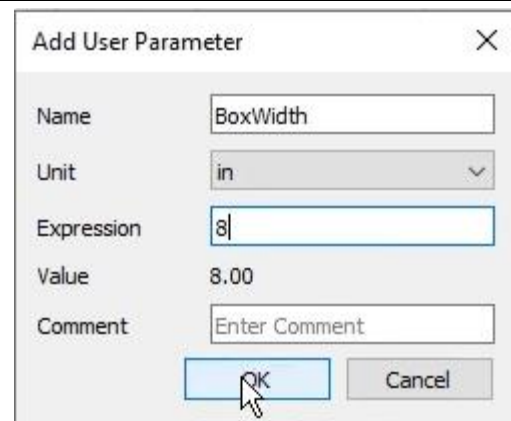 Add User Parameter
Name BoxWidth
Unit in
Expression 8
Value 8.00
Comment Enter Comment
OK Cancel